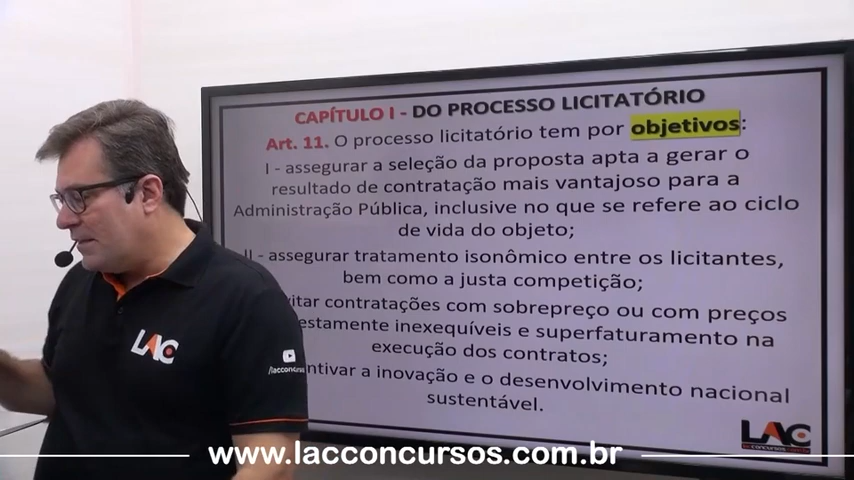 CAPÍTULO I - DO PROCESSO LICITATÓRIO
Art. 11. O processo licitatório tem por objetivos:
I - assegurar a seleção da proposta apta a gerar o
resultado de contratação mais vantajoso para a
Administração Pública, inclusive no que se refere ao ciclo
de vida do objeto;
II - assegurar tratamento isonômico entre os licitantes,
bem como a justa competição;
contratações com sobrepreço ou com preços
inexequíveis e superfaturamento na
execução dos contratos;
a inovação e o desenvolvimento nacional
sustentável.
LAC
/lacconcursos
LAC
www.lacconcursos.com.br